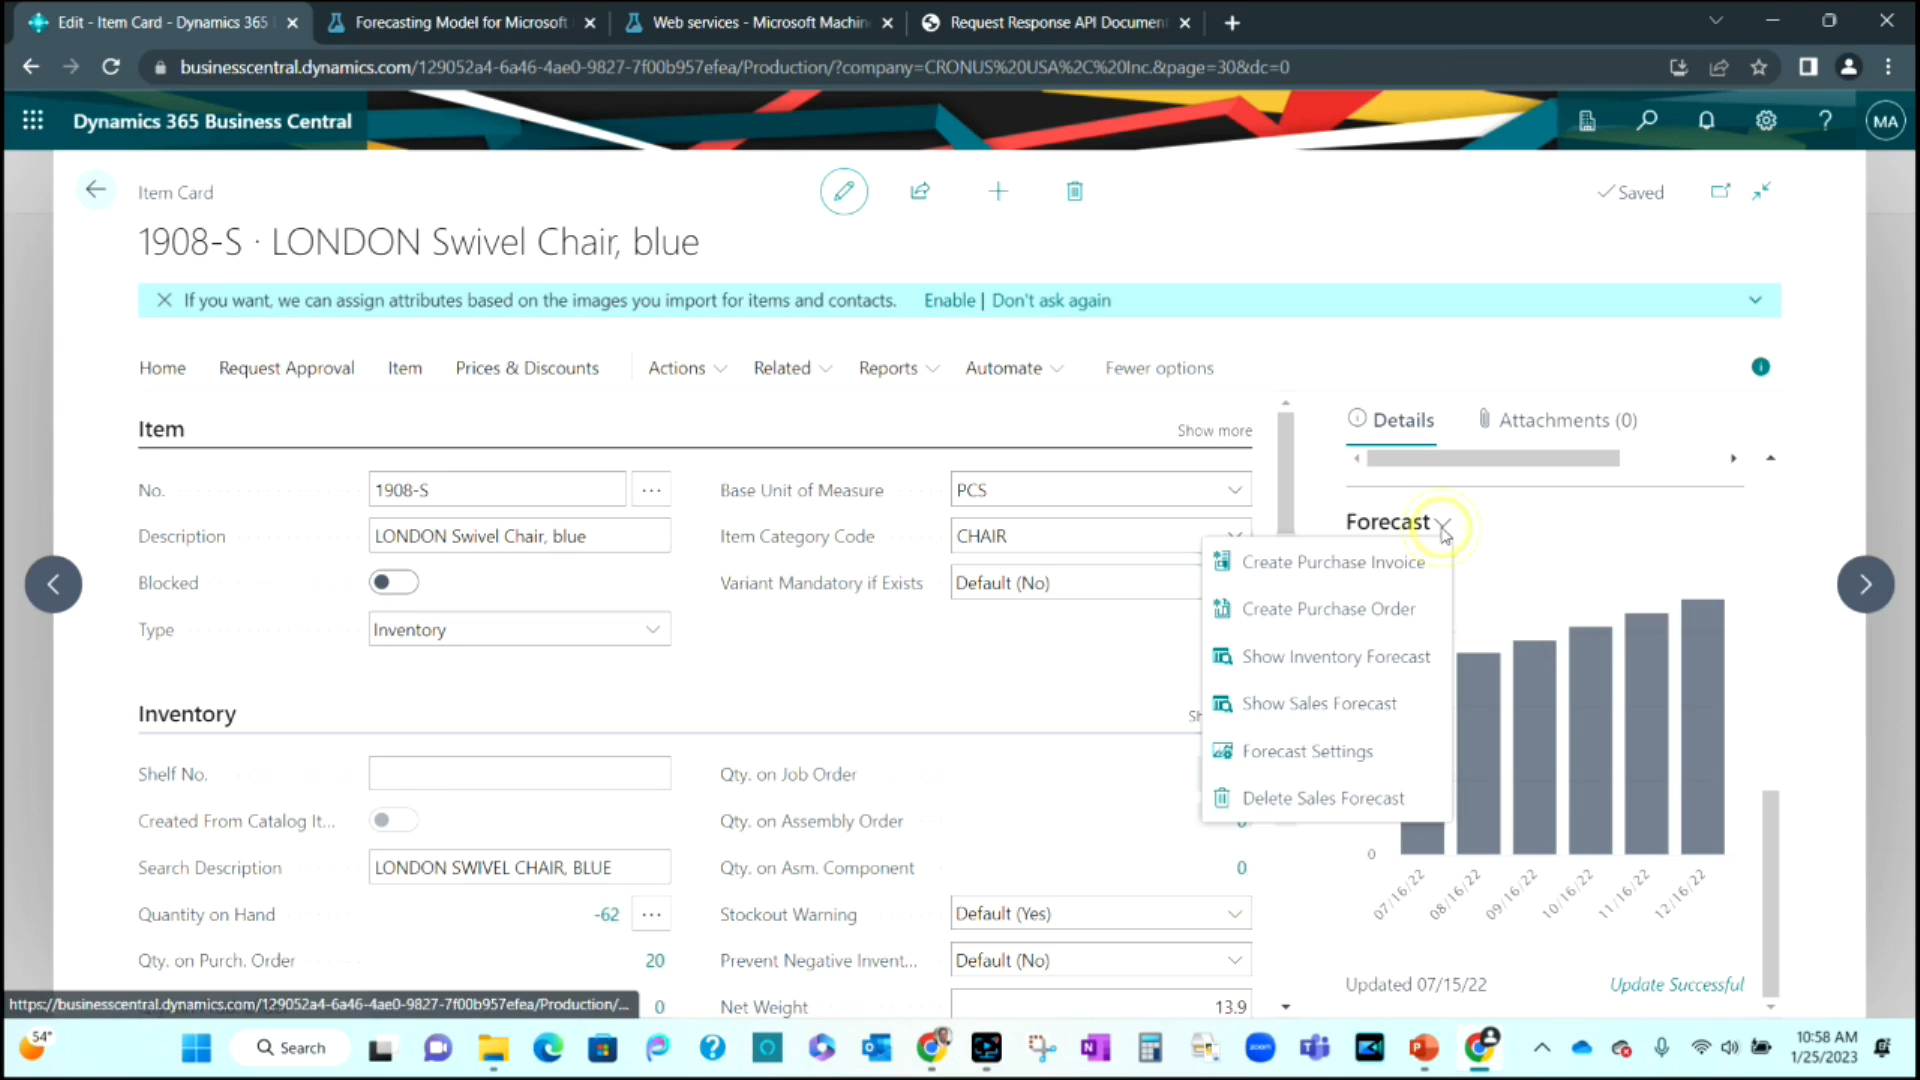 Edit - Item Card - Dynamics 365
Forecasting Model for Microsoft
Web services - Microsoft Machin
Request Response API Document
businesscentral.dynamics.com/129052a4-6a46-4ae0-9827-7f00b957efea/Production/?company=CRONUS%20USA%2C%20Inc.&page=30&dc=0
Dynamics 365 Business Central
MA
Item Card
Saved
1908-S · LONDON Swivel Chair, blue
If you want, we can assign attributes based on the images you import for items and contacts. Enable | Don't ask again
Home Request Approval Item Prices & Discounts Actions Related Reports Automate Fewer options
Details Attachments (0)
Item Show more
No. 1908-S Base Unit of Measure PCS
Forecast
Description LONDON Swivel Chair, blue Item Category Code CHAIR
Create Purchase Invoice
Blocked Variant Mandatory if Exists Default (No)
Create Purchase Order
Type Inventory
Show Inventory Forecast
Show Sales Forecast
Inventory
Forecast Settings
Shelf No. Qty. on Job Order
Delete Sales Forecast
Created From Catalog It... Qty. on Assembly Order 0
0
Search Description LONDON SWIVEL CHAIR, BLUE Qty. on Asm. Component 0
07/16/22 08/16/22 09/16/22 10/16/22 11/16/22 12/16/22
Quantity on Hand -62 Stockout Warning Default (Yes)
Qty. on Purch. Order 20 Prevent Negative Invent... Default (No)
Updated 07/15/22 Update Successful
https://businesscentral.dynamics.com/129052a4-6a46-4ae0-9827-7f00b957efea/Production/... 0 Net Weight 13.9
54°
Search
zoom
10:58 AM
1/25/2023